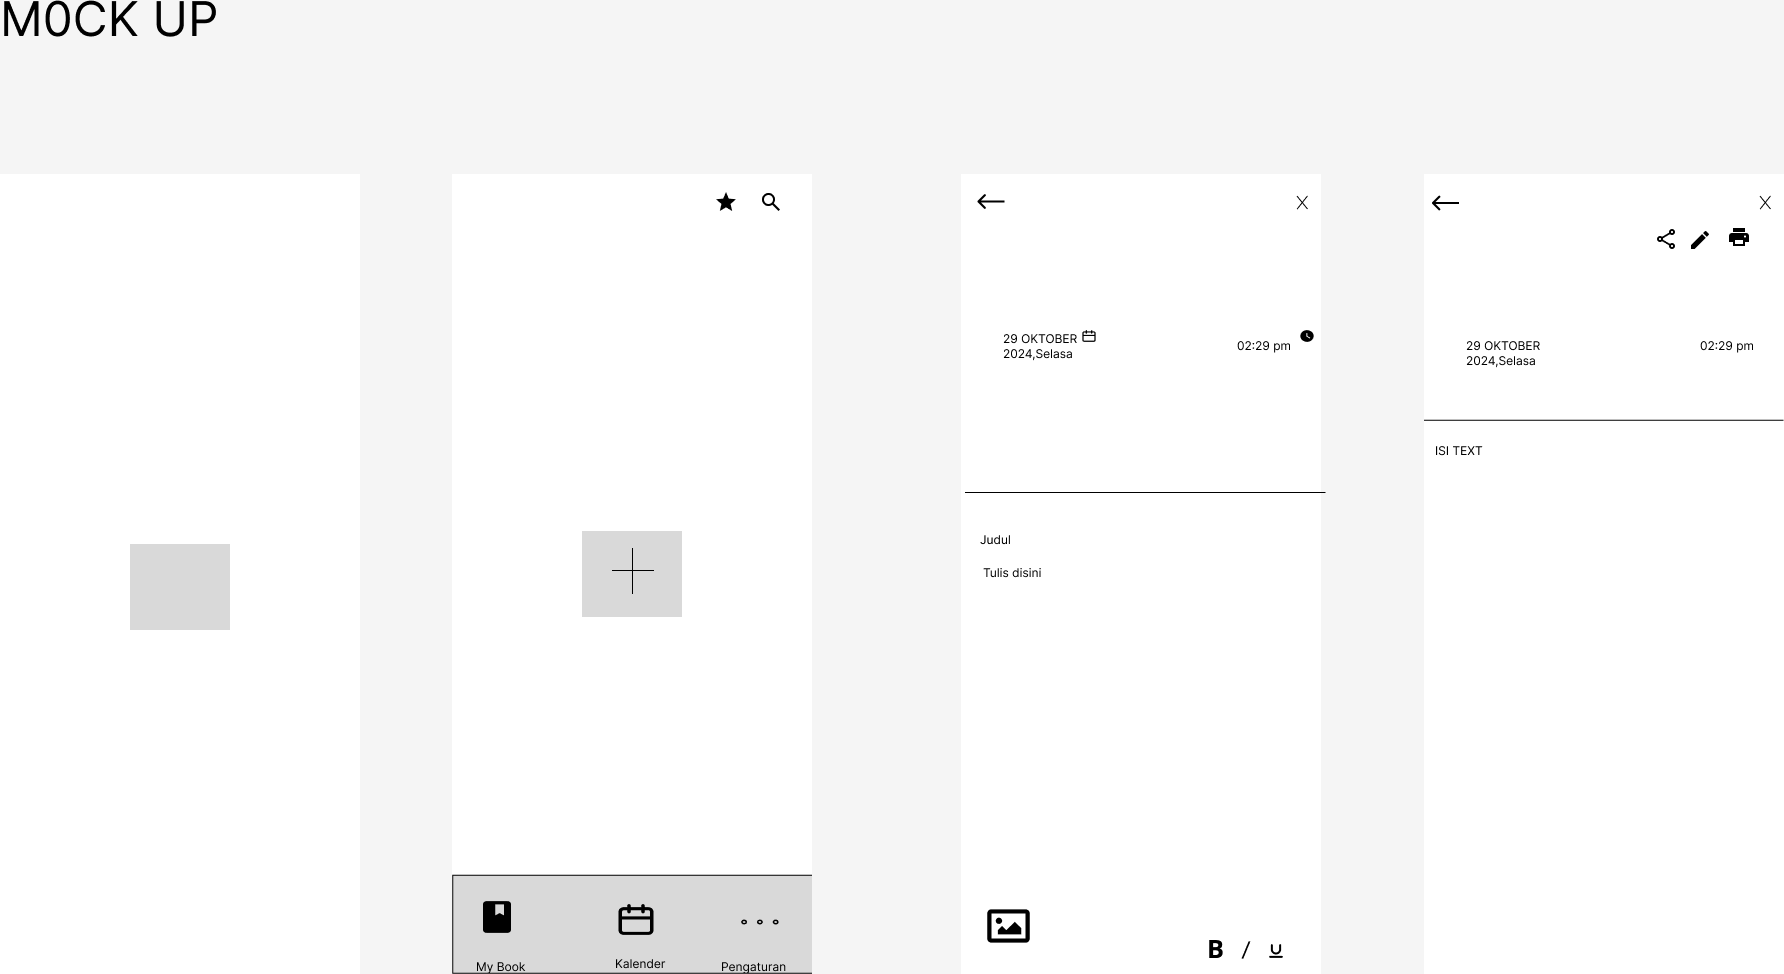 M0CK UP
My Book
Kalender
Pengaturan
X
29 OKTOBER
2024,Selasa
02:29 pm
Judul
Tulis disini
B / U
X
29 OKTOBER
2024,Selasa
02:29 pm
ISI TEXT